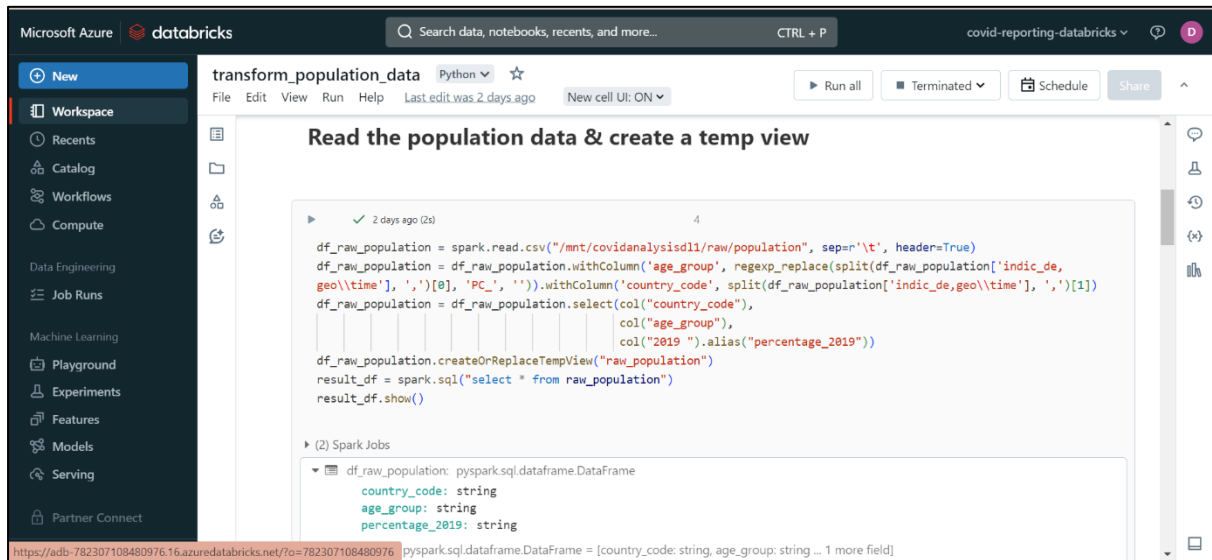 Microsoft Azure databricks Search data, notebooks, recents, and more... CTRL + P covid-reporting-databricks D
New
Workspace
Recents
Catalog
Workflows
Compute
Data Engineering
Job Runs
Machine Learning
Playground
Experiments
Features
Models
Serving
Partner Connect
transform_population_data Python
Run all Terminated Schedule Share
File Edit View Run Help Last edit was 2 days ago New cell UI: ON
Read the population data & create a temp view
2 days ago (2s) 4
df_raw_population = spark.read.csv("/mnt/covidanalysisdl1/raw/population", sep=r'\t', header=True)
df_raw_population = df_raw_population.withColumn('age_group', regexp_replace(split(df_raw_population['indic_de,
geo\\time'], ',')[0], 'PC_', '')).withColumn('country_code', split(df_raw_population['indic_de,geo\\time'], ',')[1])
df_raw_population = df_raw_population.select(col("country_code"),
col("age_group"),
col("2019 ").alias("percentage_2019"))
df_raw_population.createOrReplaceTempView("raw_population")
result_df = spark.sql("select * from raw_population")
result_df.show()
(2) Spark Jobs
df_raw_population: pyspark.sql.dataframe.DataFrame
country_code: string
age_group: string
percentage_2019: string
https://adb-782307108480976.16.azuredatabricks.net/?o=782307108480976 pyspark.sql.dataframe.DataFrame = [country_code: string, age_group: string ... 1 more field]